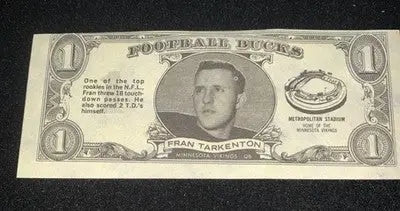 1 FOOTBALL BUCKS 1
One of the top
rookies in the N.F.L.,
Fran threw 18 touch-
down passes. He
also scored 2 T.D.'s
himself.
METROPOLITAN STADIUM
HOME OF THE
MINNESOTA VIKINGS
1 FRAN TARKENTON 1
MINNESOTA VIKINGS QB